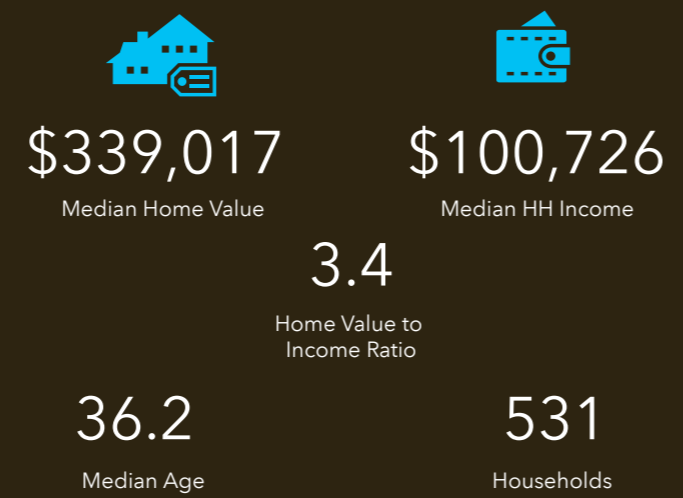 $339,017
Median Home Value
$100,726
Median HH Income
3.4
Home Value to
Income Ratio
36.2
Median Age
531
Households